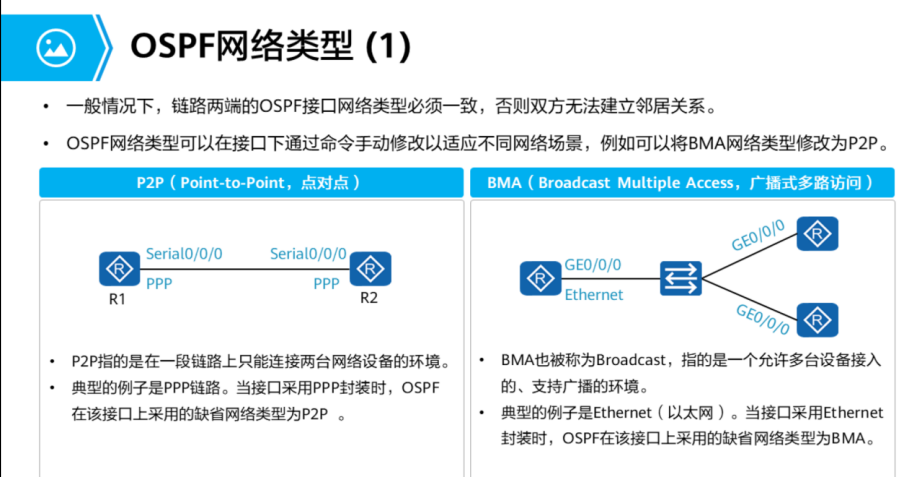 OSPF网络类型 (1)
• 一般情况下，链路两端的OSPF接口网络类型必须一致，否则双方无法建立邻居关系。
• OSPF网络类型可以在接口下通过命令手动修改以适应不同网络场景，例如可以将BMA网络类型修改为P2P。
P2P（Point-to-Point，点对点）
Serial0/0/0
Serial0/0/0
R
R
PPP
PPP
R1
R2
• P2P指的是在一段链路上只能连接两台网络设备的环境。
• 典型的例子是PPP链路。当接口采用PPP封装时，OSPF
在该接口上采用的缺省网络类型为P2P 。
BMA（Broadcast Multiple Access，广播式多路访问）
GE0/0/0
R
GE0/0/0
R
Ethernet
GE0/0/0
R
• BMA也被称为Broadcast，指的是一个允许多台设备接入
的、支持广播的环境。
• 典型的例子是Ethernet（以太网）。当接口采用Ethernet
封装时，OSPF在该接口上采用的缺省网络类型为BMA。